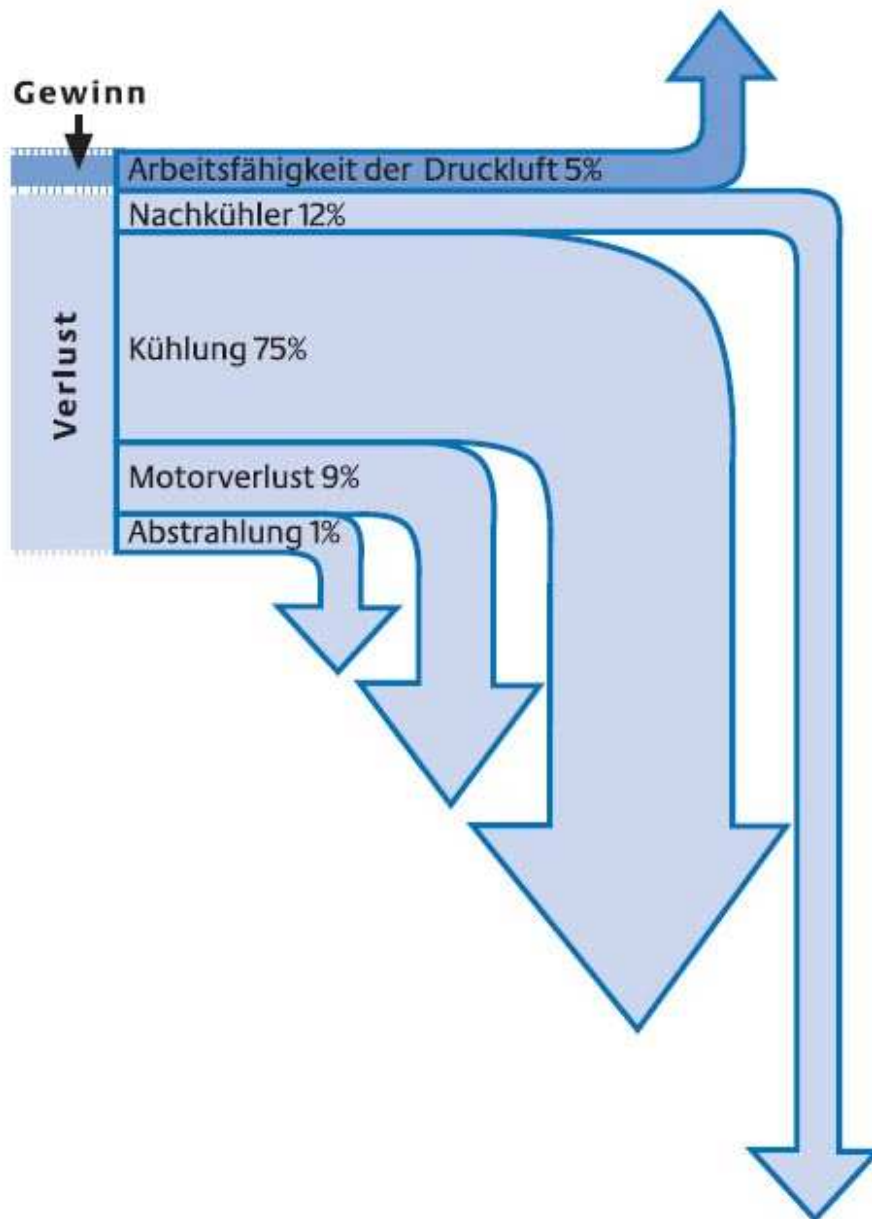 Gewinn
Arbeitsfähigkeit der Druckluft 5%
Nachkühler 12%
Verlust
Kühlung 75%
Motorverlust 9%
Abstrahlung 1%